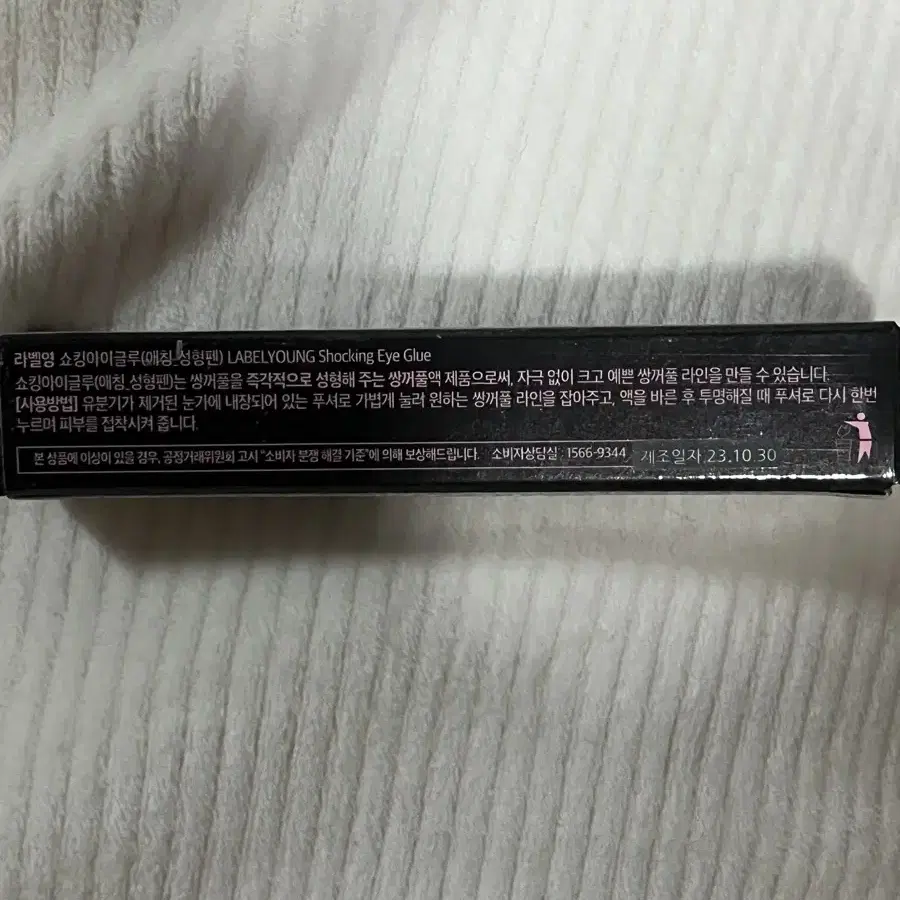 라벨영 쇼킹아이글루(애칭_성형펜) LABELYOUNG Shocking Eye Glue
쇼킹아이글루(애칭_성형펜)는 쌍꺼풀을 즉각적으로 성형해 주는 쌍꺼풀액 제품으로써, 자극 없이 크고 예쁜 쌍꺼풀 라인을 만들 수 있습니다.
[사용방법] 유분기가 제거된 눈가에 내장되어 있는 푸셔로 가볍게 눌러 원하는 쌍꺼풀 라인을 잡아주고, 액을 바른 후 투명해질 때 푸셔로 다시 한번
누르며 피부를 접착시켜 줍니다.
본 상품에 이상이 있을 경우, 공정거래위원회 고시 "소비자 분쟁 해결 기준"에 의해 보상해드립니다. 소비자상담실 : 1566-9344 제조일자 23.10.30